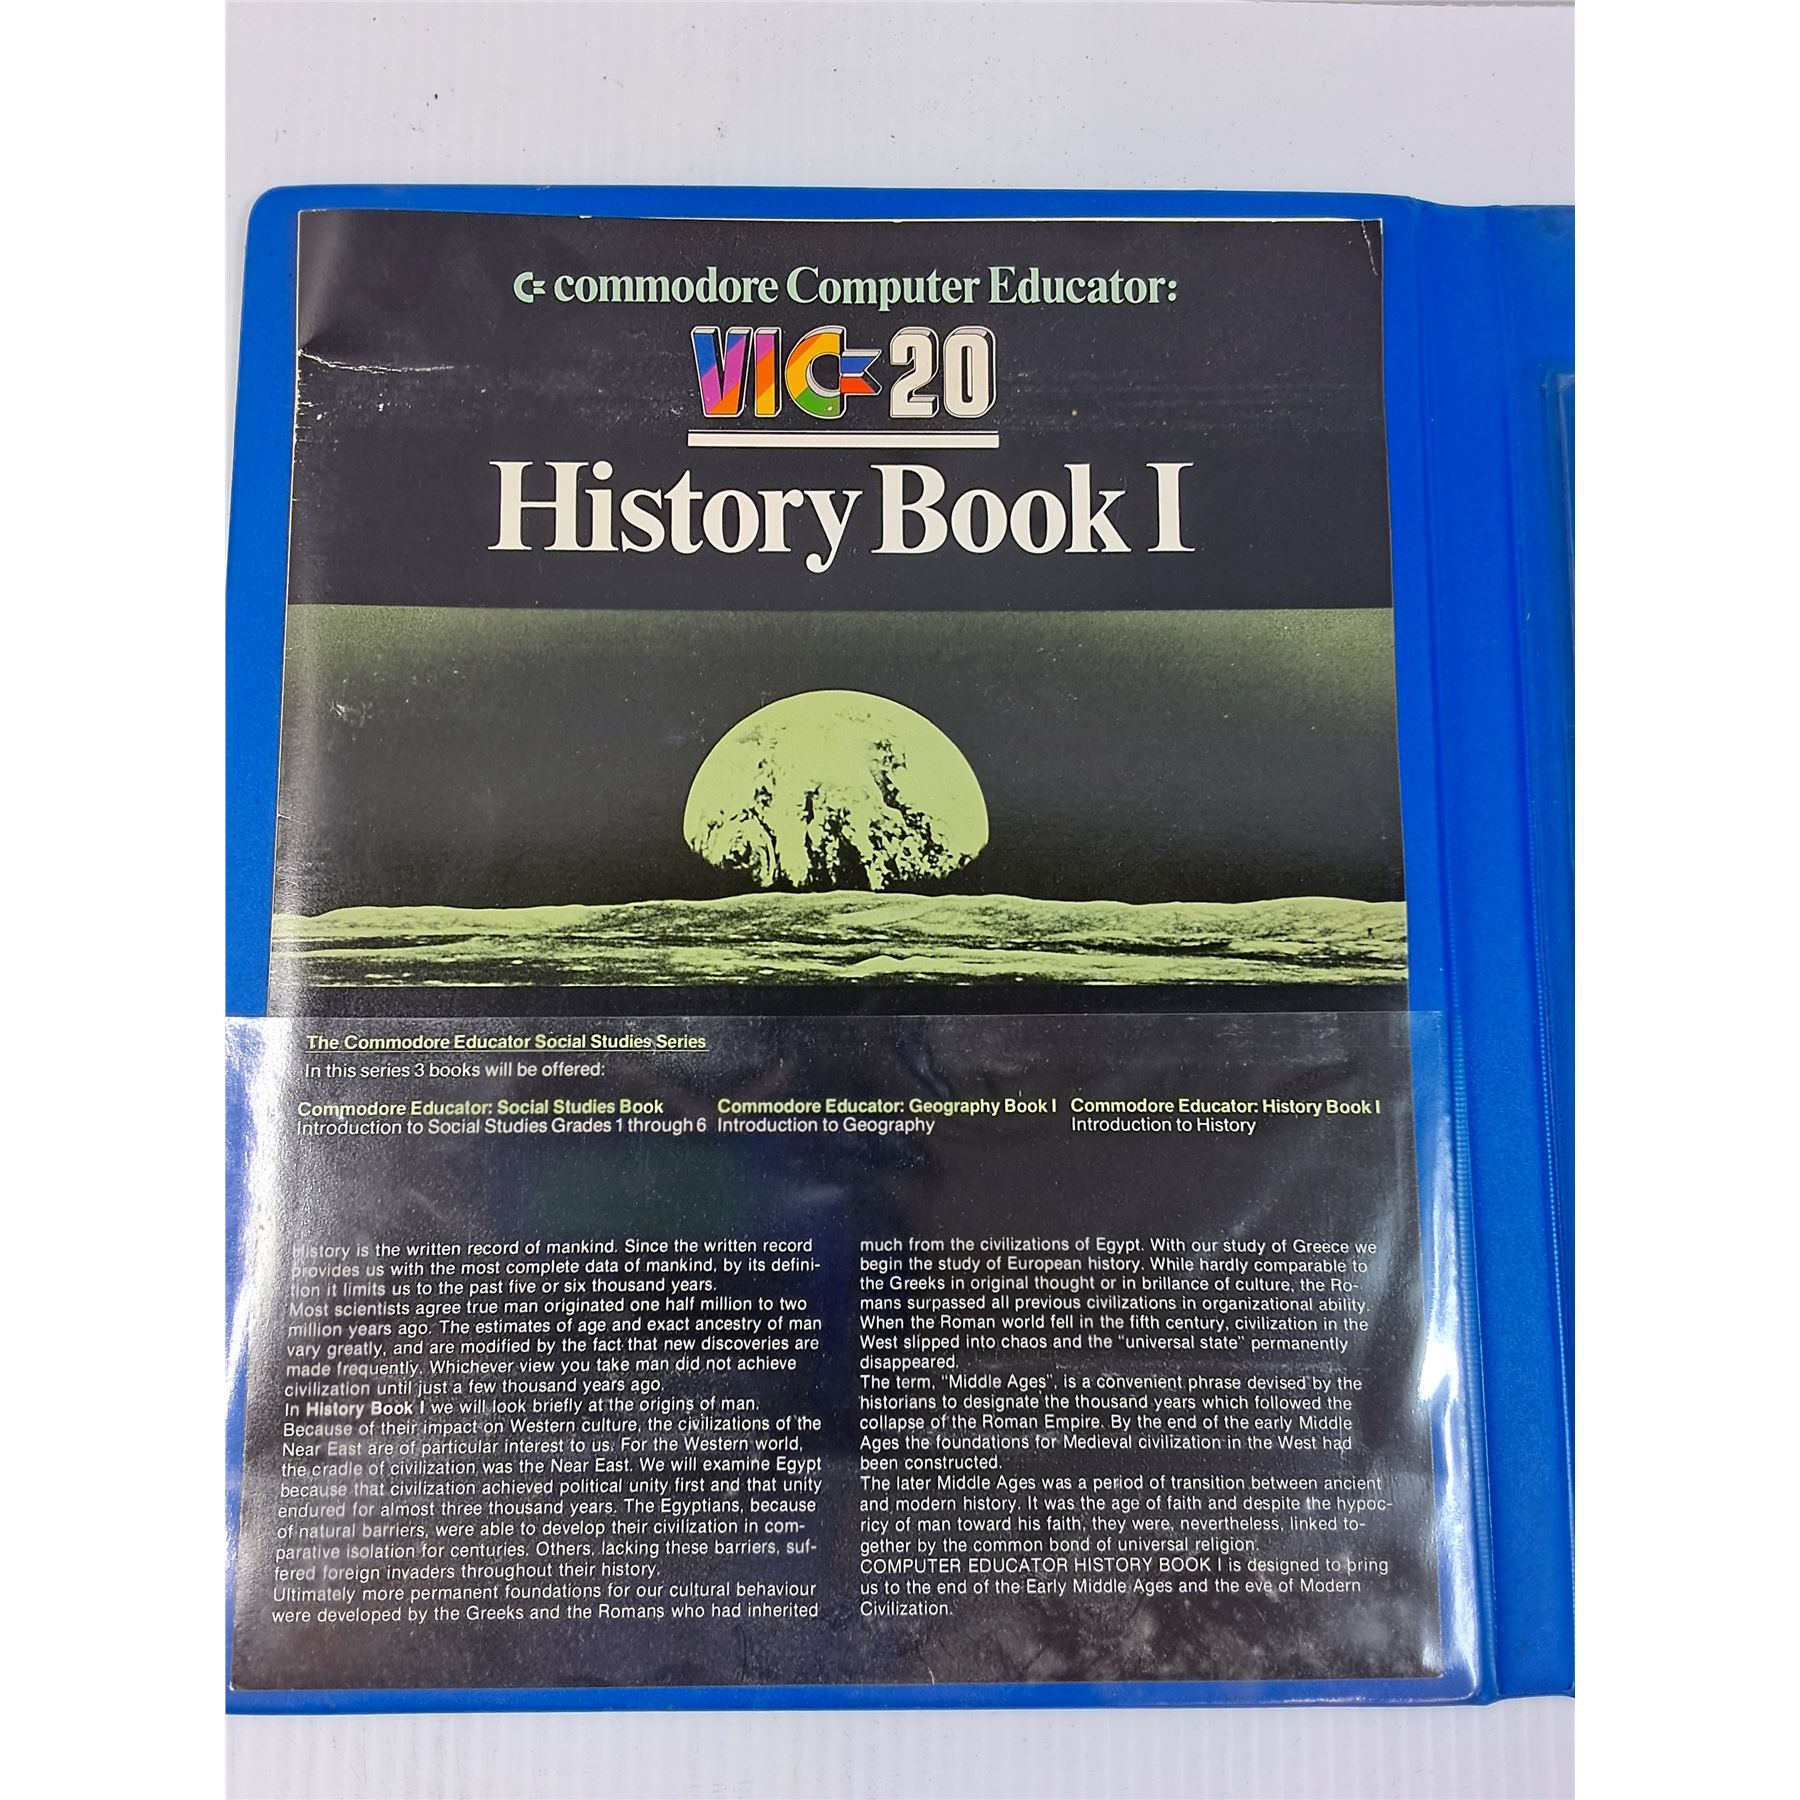 commodore Computer Educator:
VIC 20
History Book I
The Commodore Educator Social Studies Series
In this series 3 books will be offered:
Commodore Educator: Social Studies Book
Introduction to Social Studies Grades 1 through 6
Commodore Educator: Geography Book I
Introduction to Geography
Commodore Educator: History Book I
Introduction to History
History is the written record of mankind. Since the written record
provides us with the most complete data of mankind, by its defini-
tion it limits us to the past five or six thousand years.
Most scientists agree true man originated one half million to two
million years ago. The estimates of age and exact ancestry of man
vary greatly, and are modified by the fact that new discoveries are
made frequently. Whichever view you take man did not achieve
civilization until just a few thousand years ago.
In History Book I we will look briefly at the origins of man.
Because of their impact on Western culture, the civilizations of the
Near East are of particular interest to us. For the Western world,
the cradle of civilization was the Near East. We will examine Egypt
because that civilization achieved political unity first and that unity
endured for almost three thousand years. The Egyptians, because
of natural barriers, were able to develop their civilization in com-
parative isolation for centuries. Others, lacking these barriers, suf-
fered foreign invaders throughout their history.
Ultimately more permanent foundations for our cultural behaviour
were developed by the Greeks and the Romans who had inherited
much from the civilizations of Egypt. With our study of Greece we
begin the study of European history. While hardly comparable to
the Greeks in original thought or in brillance of culture, the Ro-
mans surpassed all previous civilizations in organizational ability.
When the Roman world fell in the fifth century, civilization in the
West slipped into chaos and the "universal state" permanently
disappeared.
The term, "Middle Ages", is a convenient phrase devised by the
historians to designate the thousand years which followed the
collapse of the Roman Empire. By the end of the early Middle
Ages the foundations for Medieval civilization in the West had
been constructed.
The later Middle Ages was a period of transition between ancient
and modern history. It was the age of faith and despite the hypoc-
ricy of man toward his faith, they were, nevertheless, linked to-
gether by the common bond of universal religion.
COMPUTER EDUCATOR HISTORY BOOK I is designed to bring
us to the end of the Early Middle Ages and the eve of Modern
Civilization.